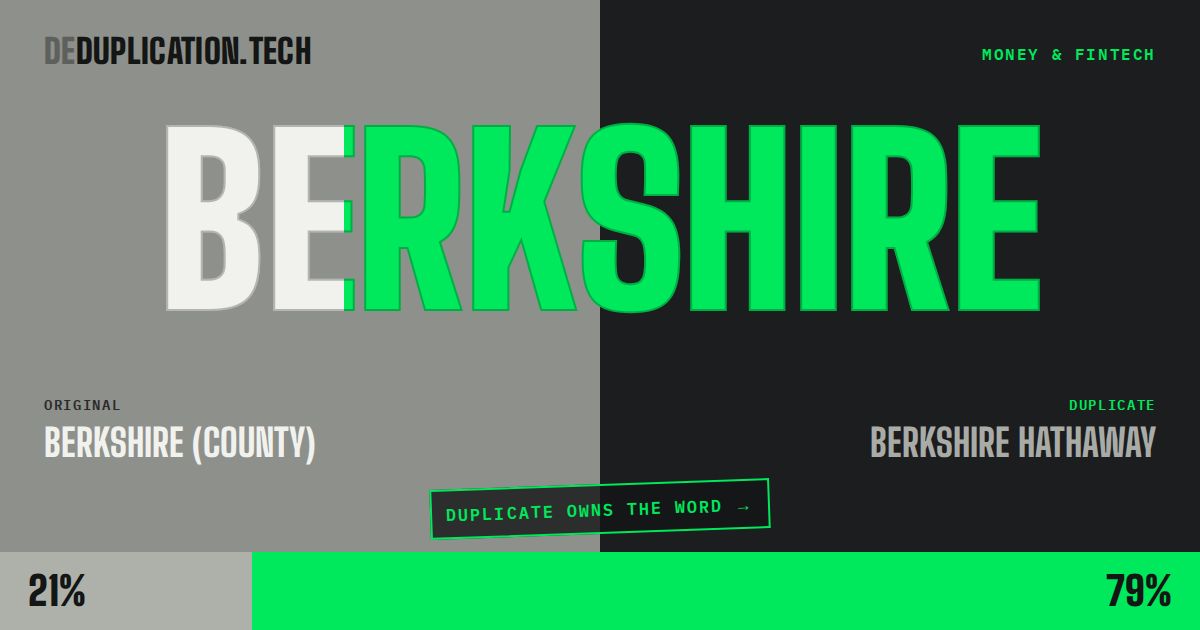 DEDUPLICATION.TECH
MONEY & FINTECH
BERKSHIRE
ORIGINAL
BERKSHIRE (COUNTY)
DUPLICATE
BERKSHIRE HATHAWAY
DUPLICATE OWNS THE WORD →
21%
79%